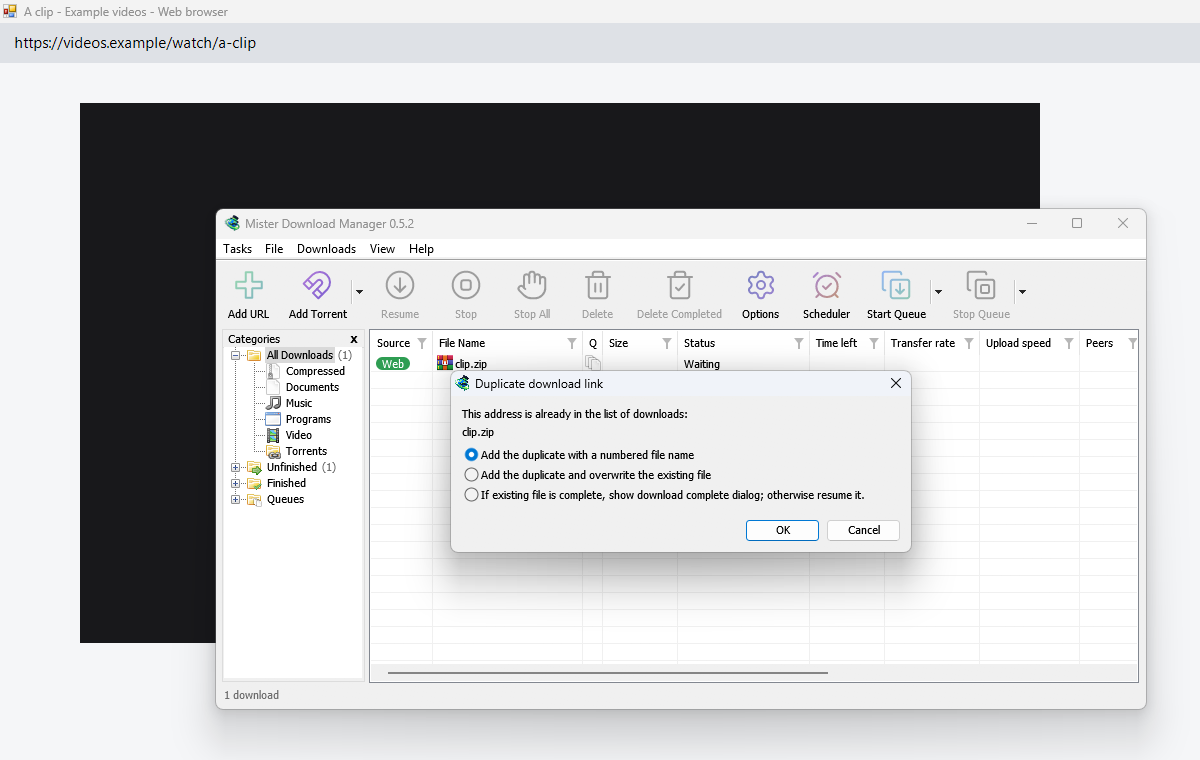 A clip - Example videos - Web browser
https://videos.example/watch/a-clip
Mister Download Manager 0.5.2
Tasks File Downloads View Help
Add URL Add Torrent Resume Stop Stop All Delete Delete Completed Options Scheduler Start Queue Stop Queue
Categories x
All Downloads (1)
Compressed
Documents
Music
Programs
Video
Torrents
Unfinished (1)
Finished
Queues
Source File Name Q Size Status Time left Transfer rate Upload speed Peers
Web clip.zip Waiting
Duplicate download link
This address is already in the list of downloads:
clip.zip
Add the duplicate with a numbered file name
Add the duplicate and overwrite the existing file
If existing file is complete, show download complete dialog; otherwise resume it.
OK Cancel
1 download